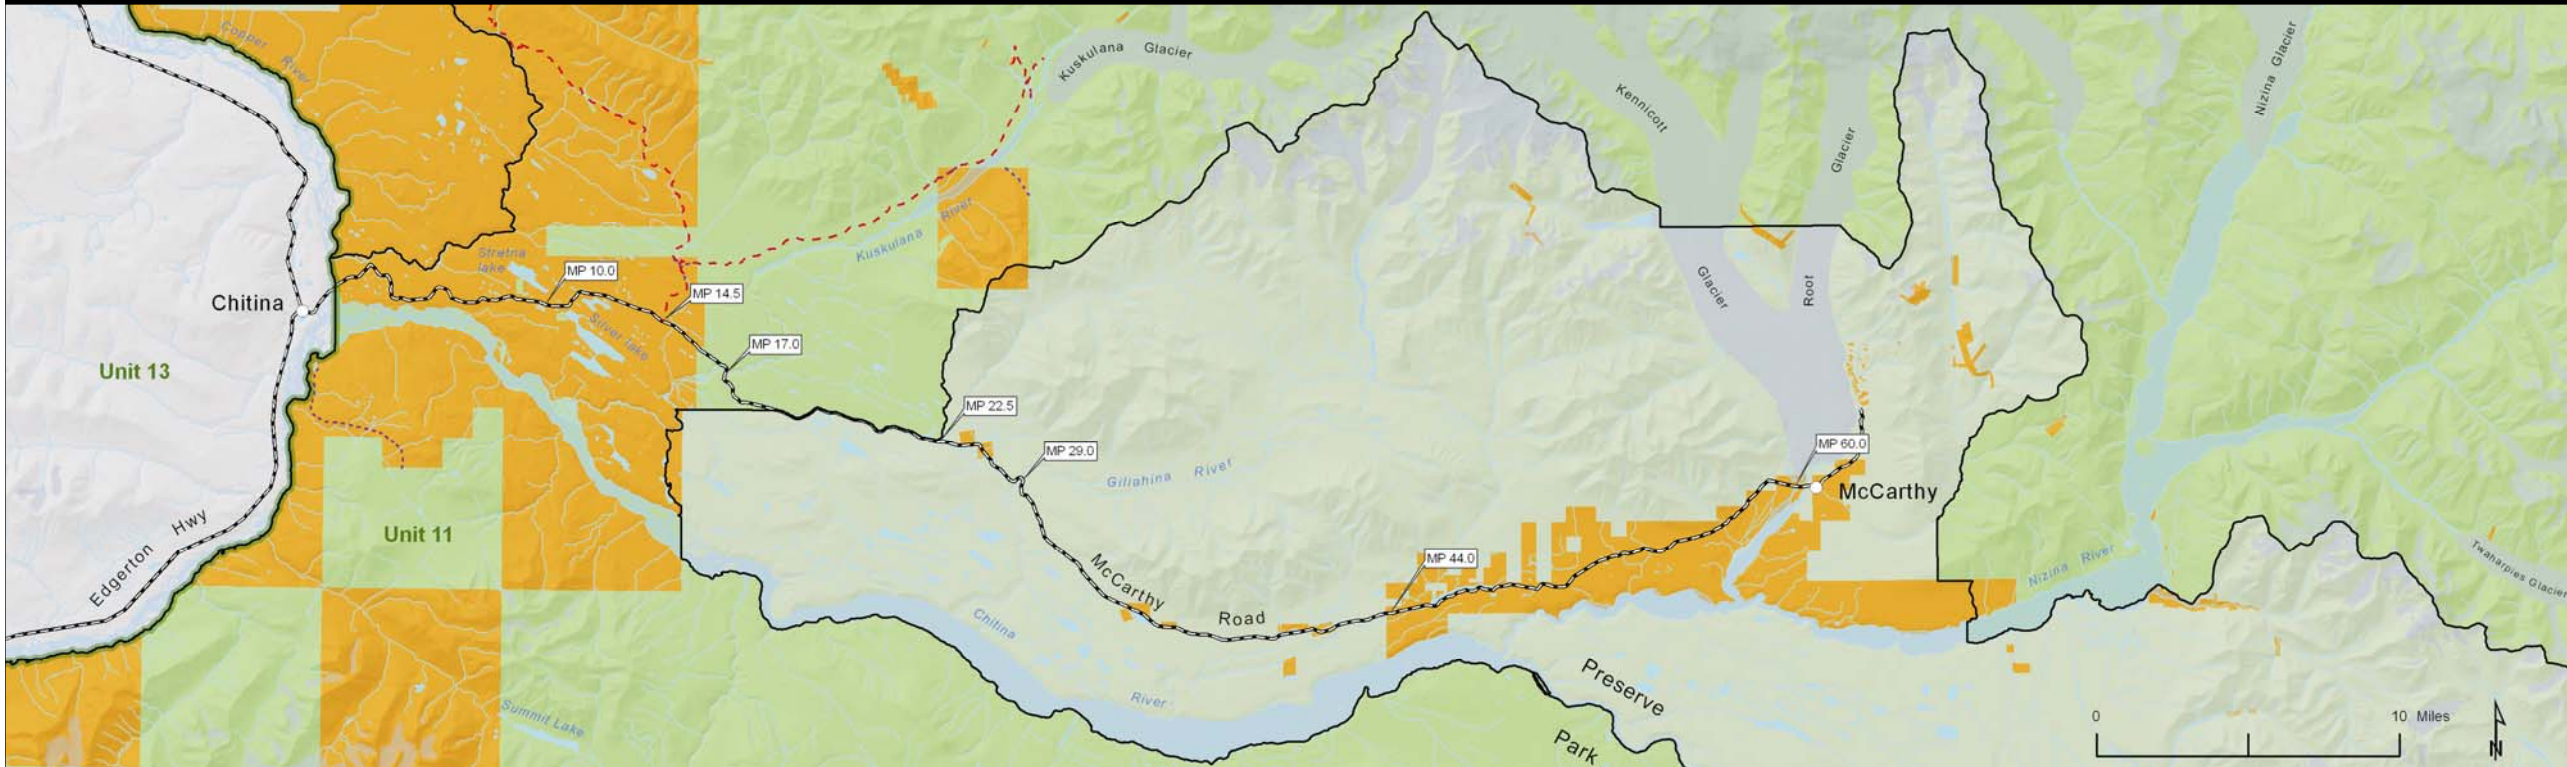 Copper
River
Kuskulana Glacier
Kennicott
Glacier
Nizina Glacier
River
Kuskulana
Stretna
lake
MP 10.0
MP 14.5
Chitina
Glacier
Root
Silver lake
MP 17.0
Unit 13
MP 22.5
MP 29.0
MP 60.0
Giliahina River
McCarthy
Unit 11
Edgerton Hwy
MP 44.0
McCarthy
Road
Nizina River
Twaharpies Glacier
Chitina
River
Preserve
Park
Summit Lake
0 10 Miles
N